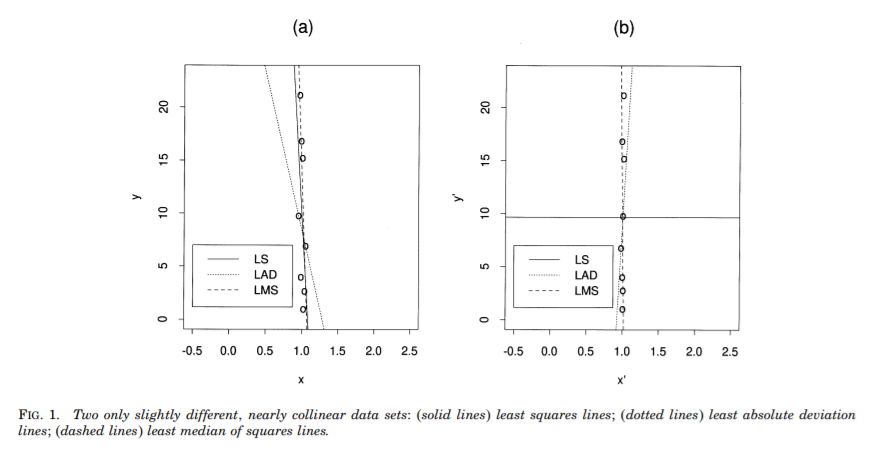 (a)
(b)
y
0 5 10 15 20
LS
LAD
LMS
-0.5 0.0 0.5 1.0 1.5 2.0 2.5
x
y'
0 5 10 15 20
LS
LAD
LMS
-0.5 0.0 0.5 1.0 1.5 2.0 2.5
x'
FIG. 1. Two only slightly different, nearly collinear data sets: (solid lines) least squares lines; (dotted lines) least absolute deviation
lines; (dashed lines) least median of squares lines.